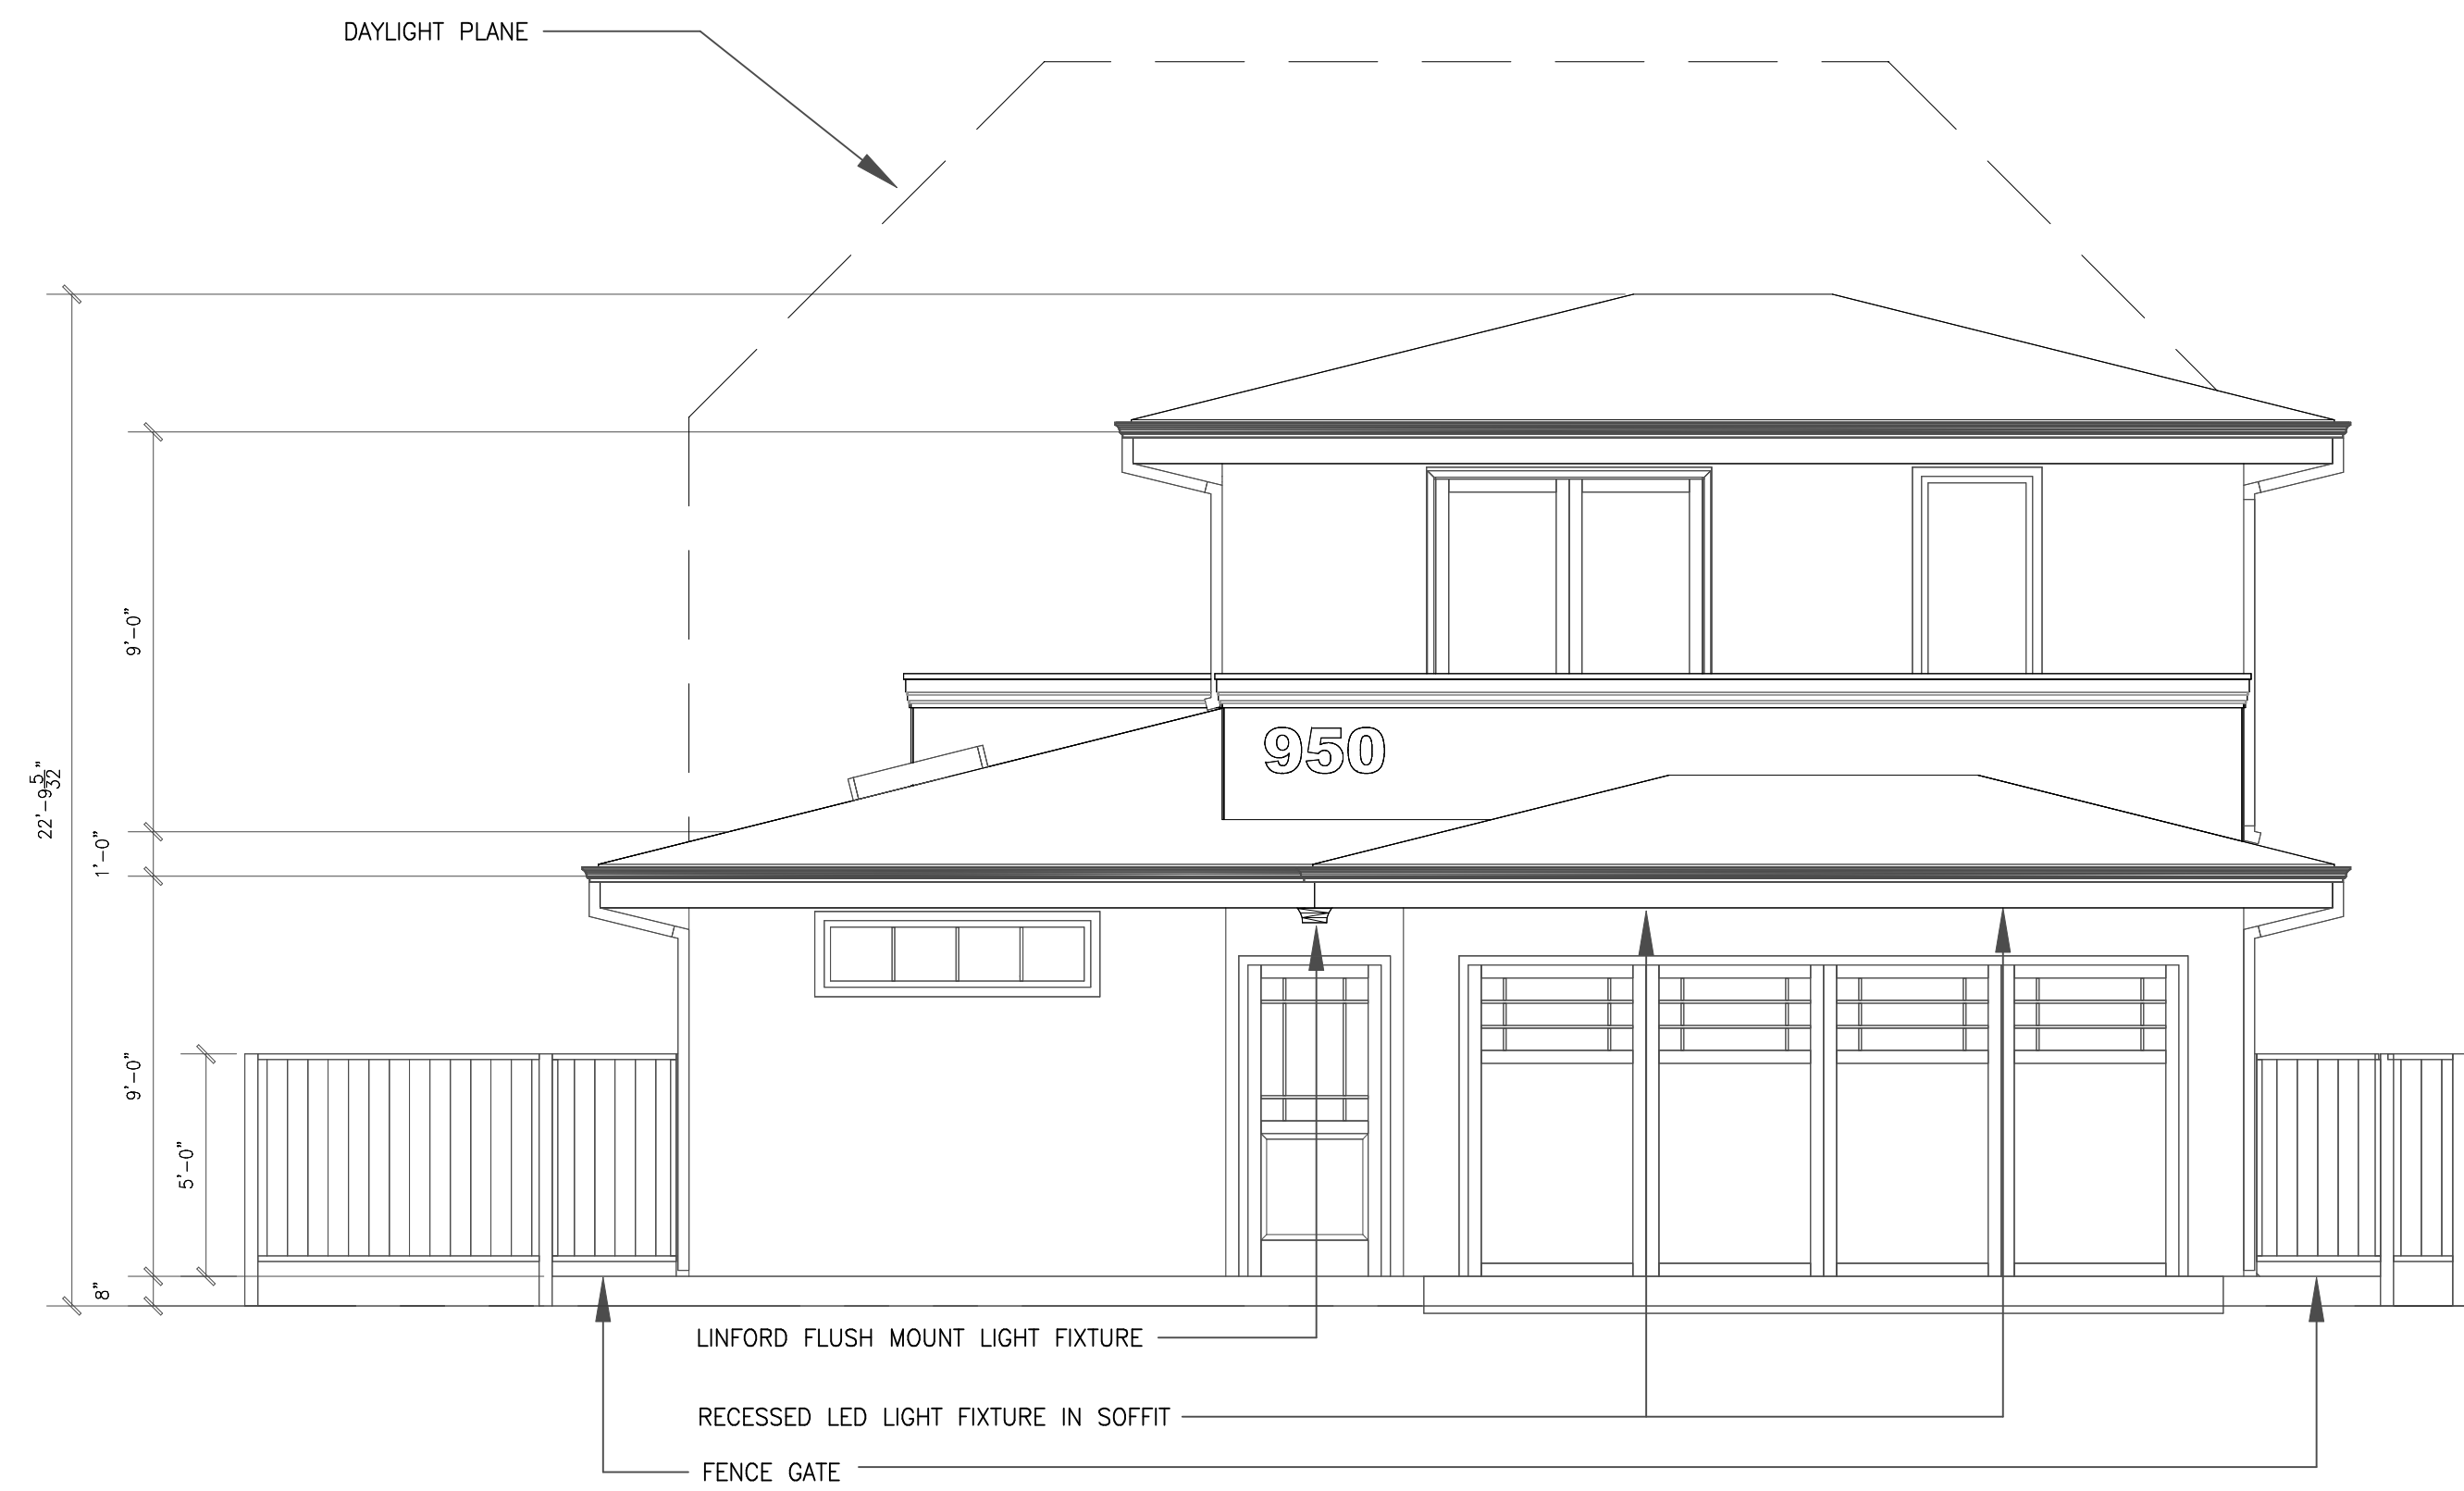 DAYLIGHT PLANE
9'-0"
22'-9 5/32"
1'-0"
9'-0"
5'-0"
8"
950
LINFORD FLUSH MOUNT LIGHT FIXTURE
RECESSED LED LIGHT FIXTURE IN SOFFIT
FENCE GATE